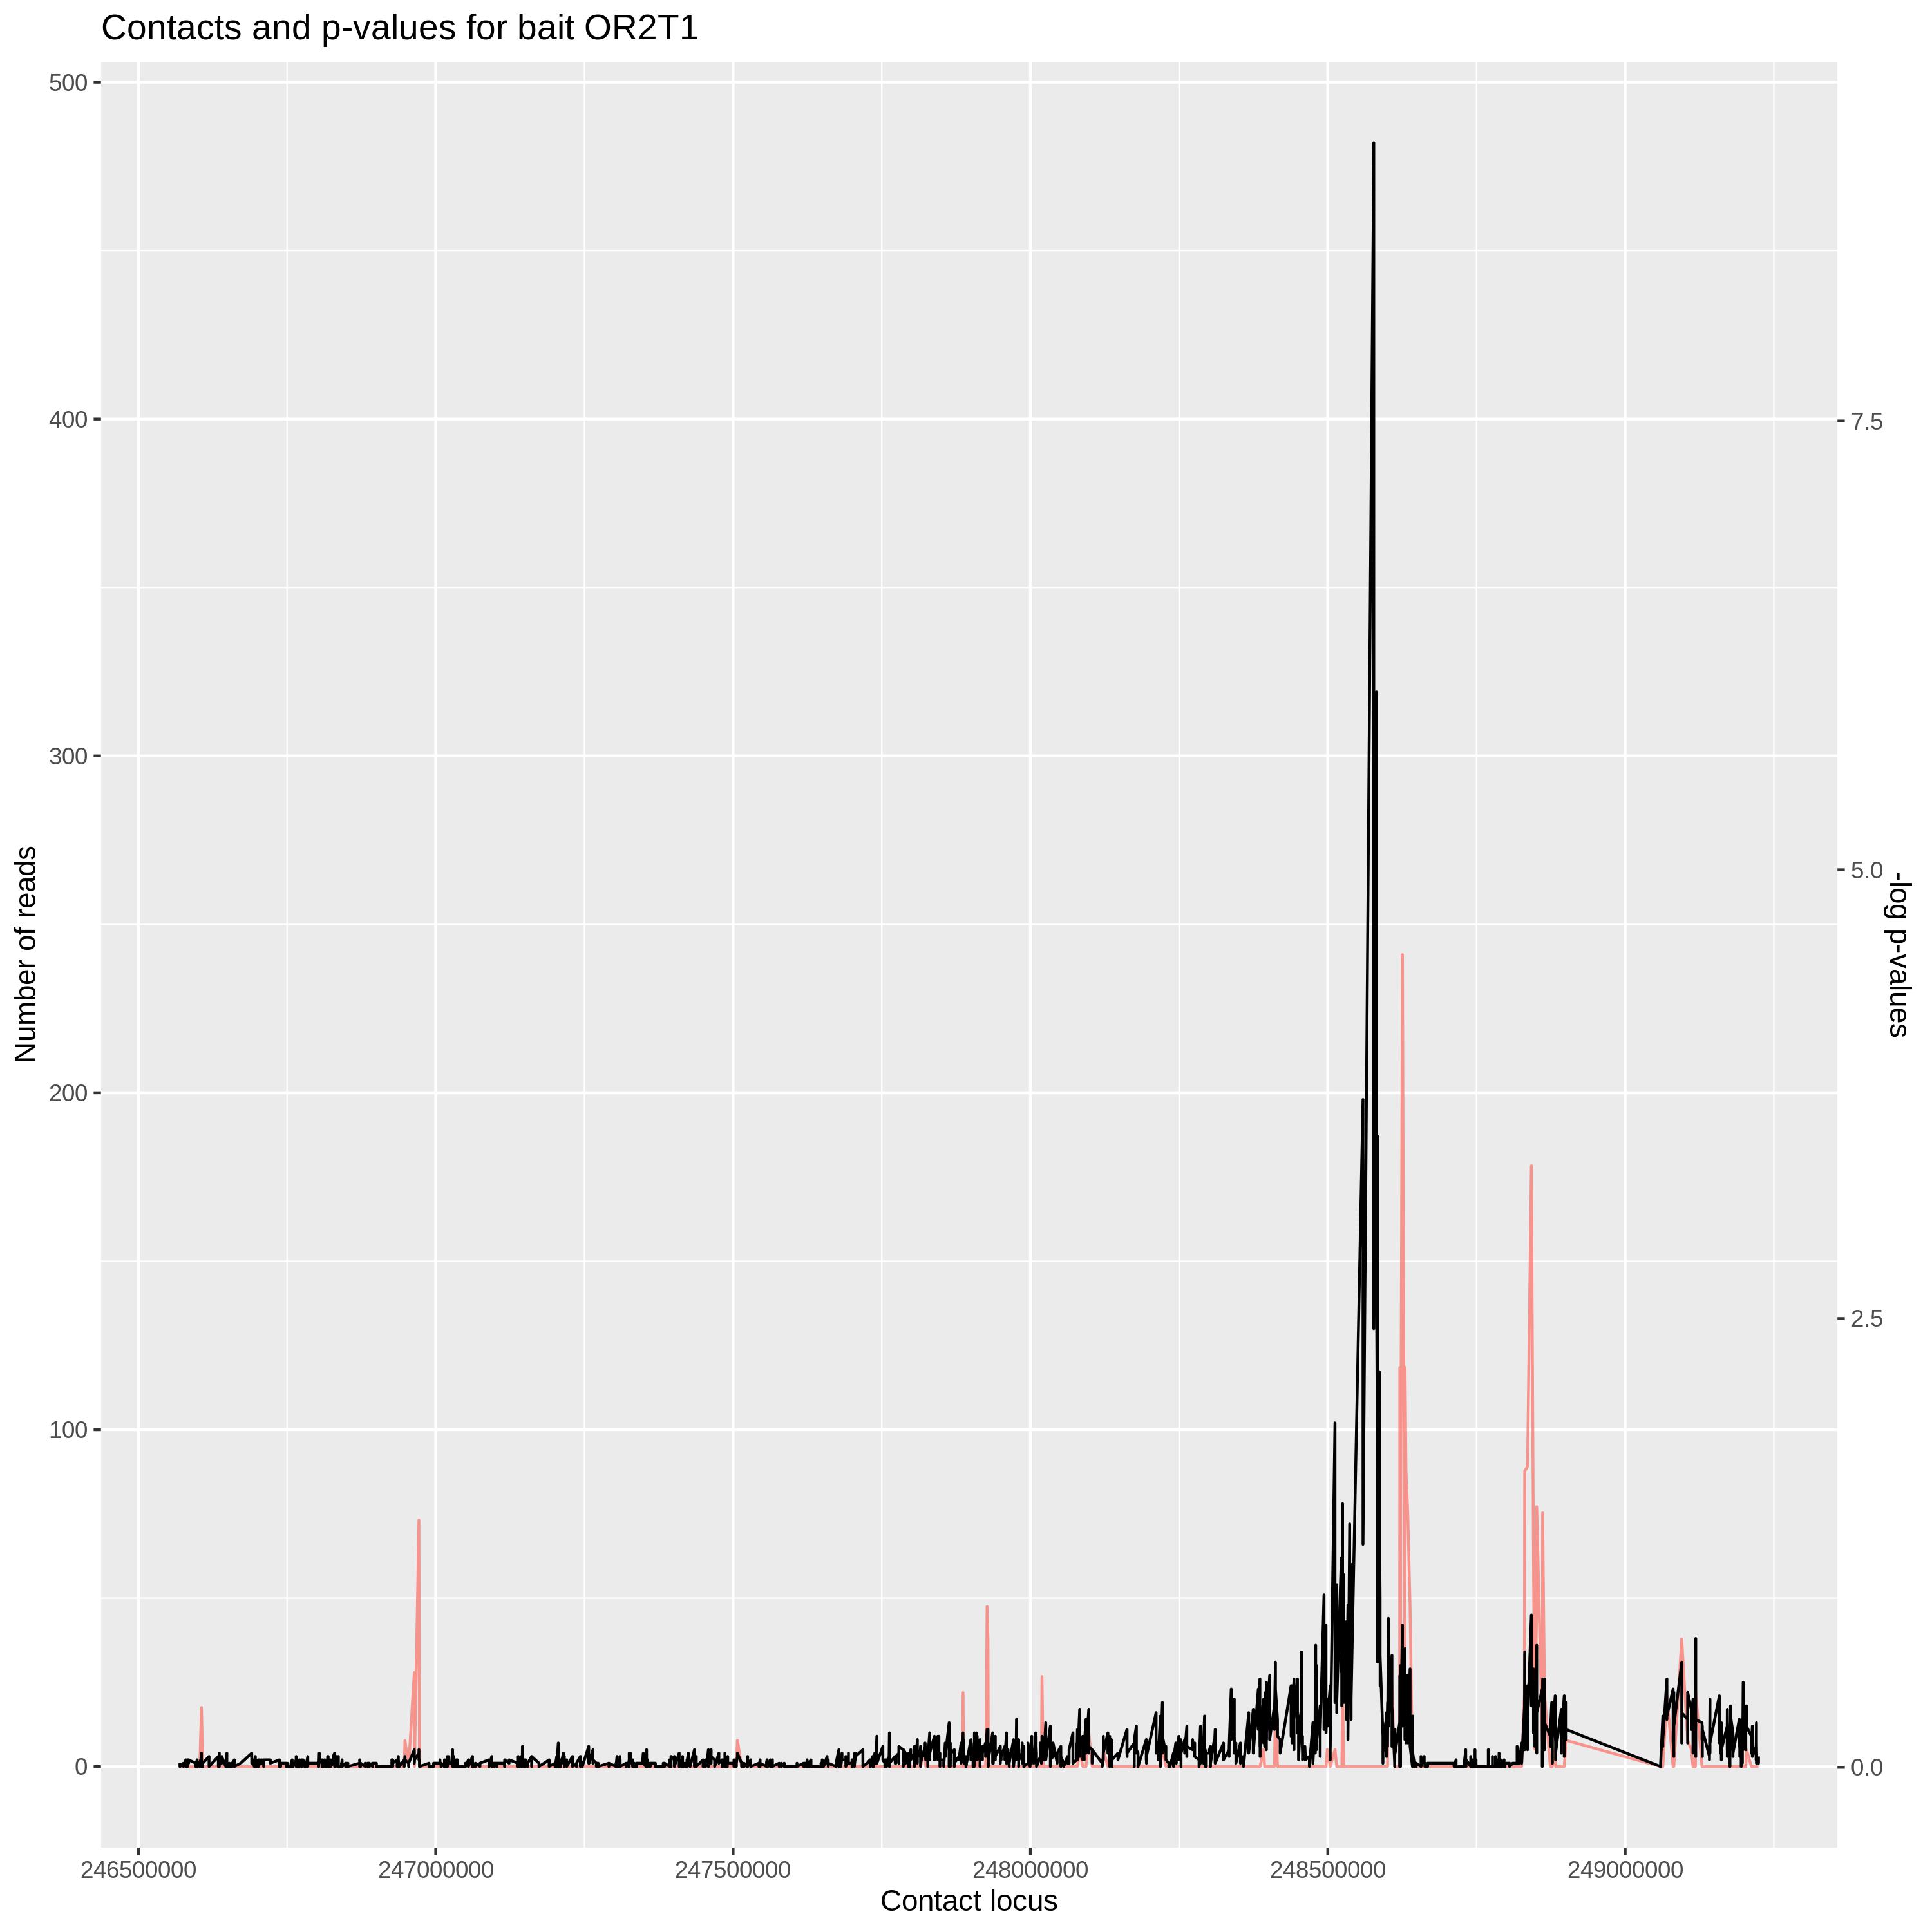 Contacts and p-values for bait OR2T1
500
400
300
200
100
0
Number of reads
7.5
5.0
2.5
0.0
-log p-values
246500000 247000000 247500000 248000000 248500000 249000000
Contact locus